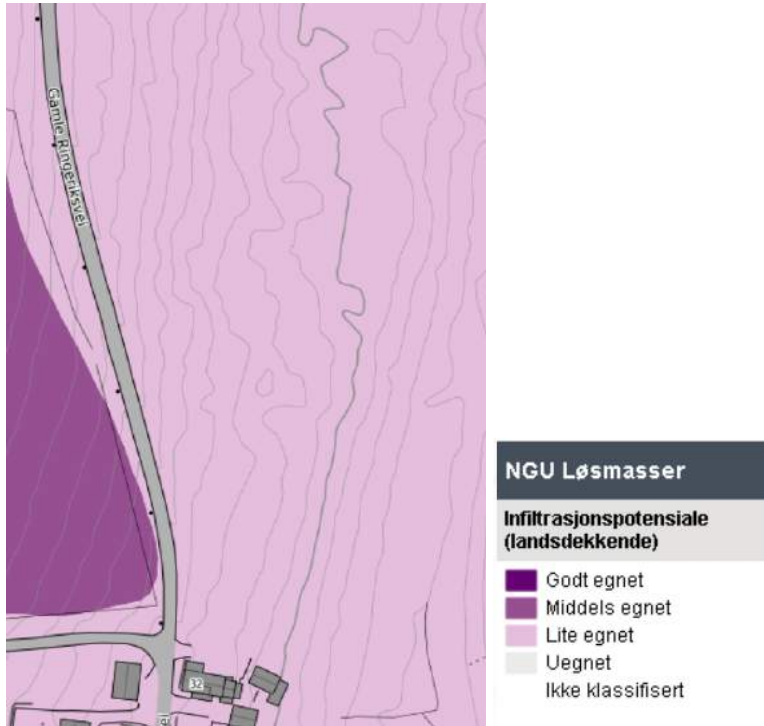 Gamle Ringeriksvei
32
NGU Løsmasser
Infiltrasjonspotensiale
(landsdekkende)
Godt egnet
Middels egnet
Lite egnet
Uegnet
Ikke klassifisert